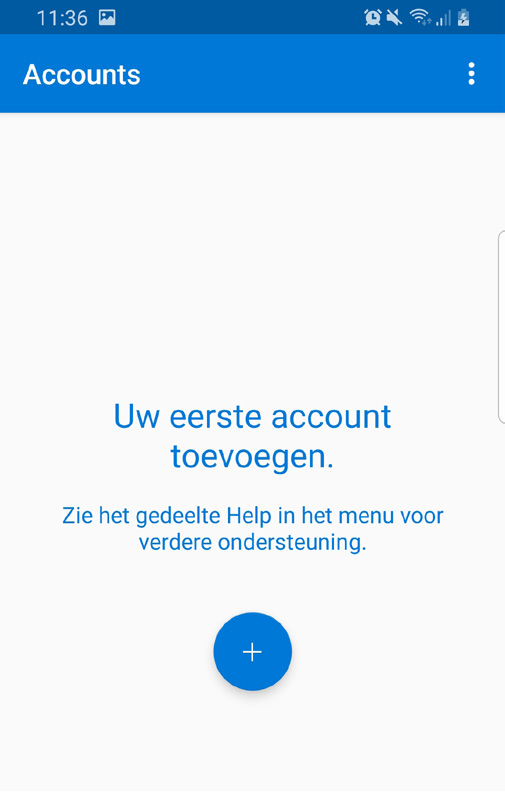 11:36
Accounts
Uw eerste account
toevoegen.
Zie het gedeelte Help in het menu voor
verdere ondersteuning.